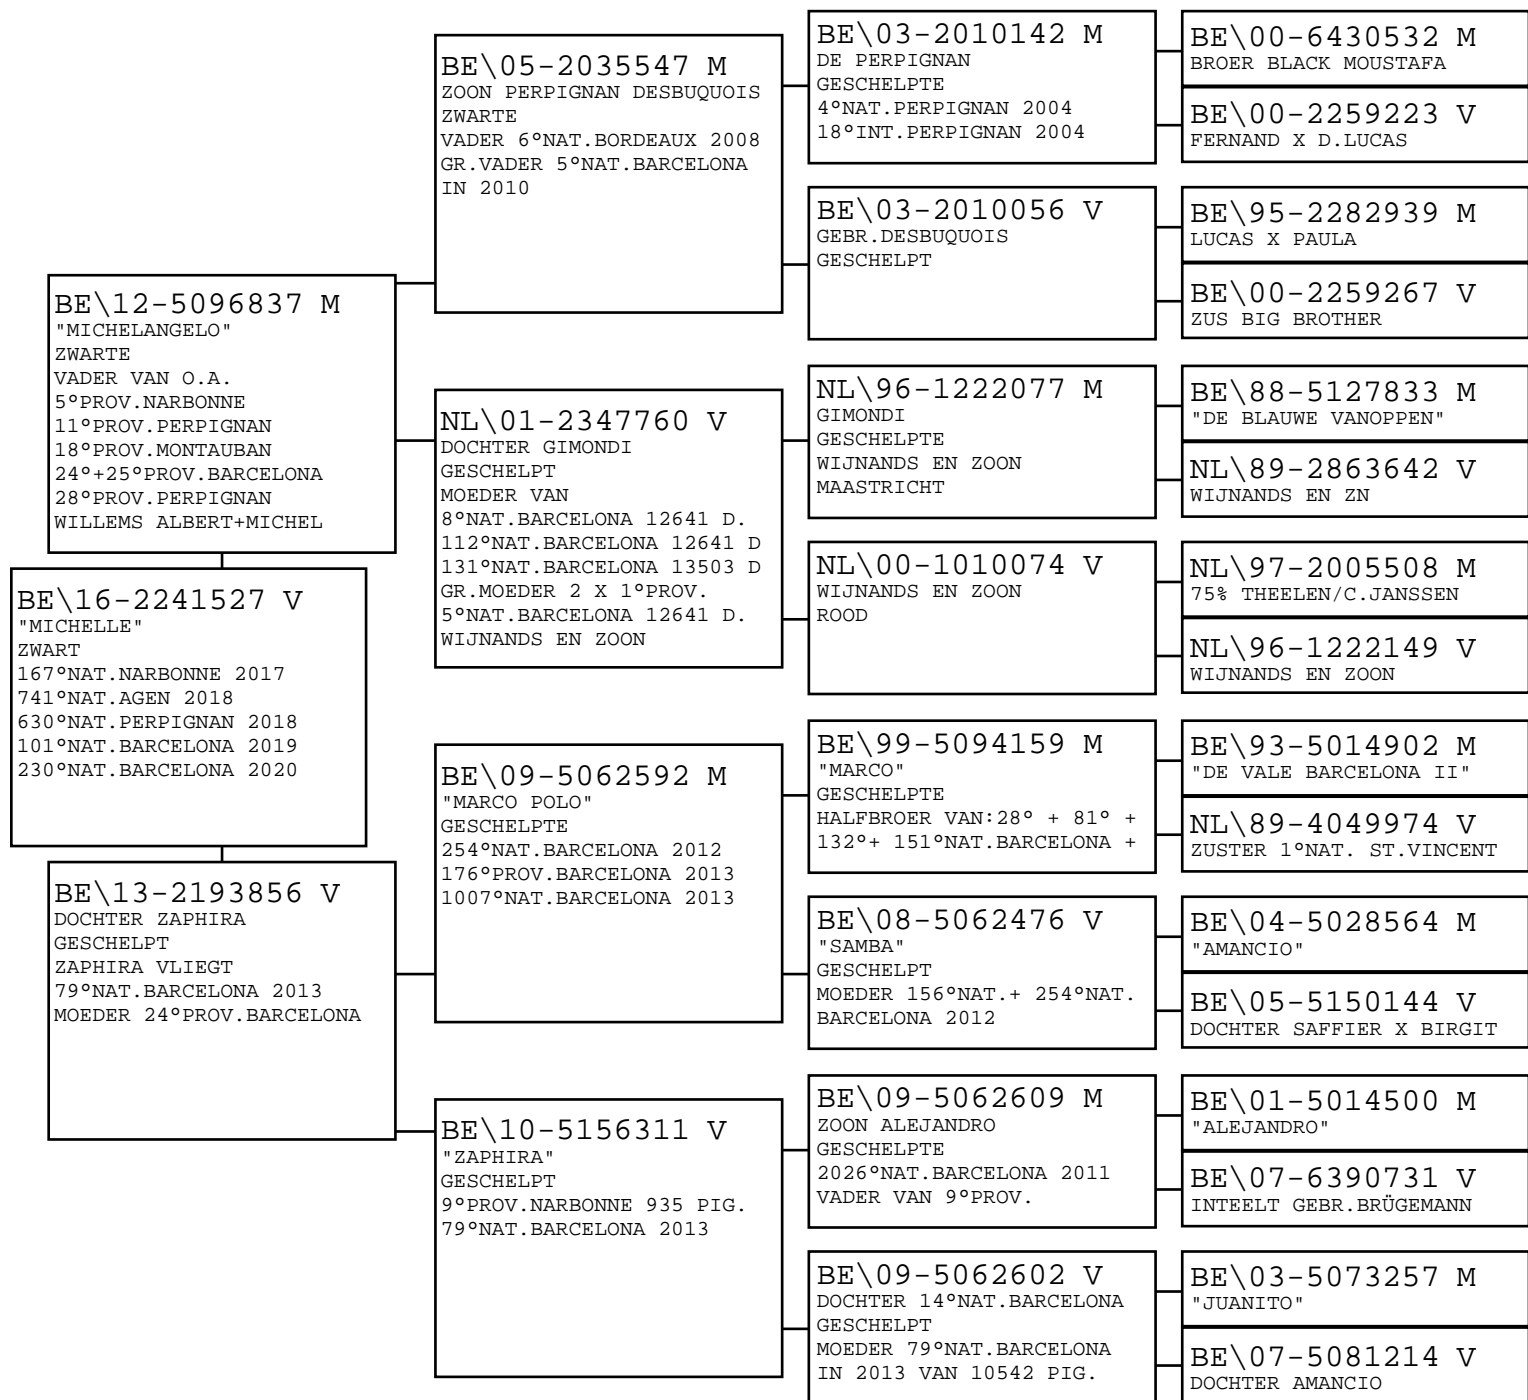 BE\16-2241527 V
"MICHELLE"
ZWART
167°NAT.NARBONNE 2017
741°NAT.AGEN 2018
630°NAT.PERPIGNAN 2018
101°NAT.BARCELONA 2019
230°NAT.BARCELONA 2020
BE\12-5096837 M
"MICHELANGELO"
ZWARTE
VADER VAN O.A.
5°PROV.NARBONNE
11°PROV.PERPIGNAN
18°PROV.MONTAUBAN
24°+25°PROV.BARCELONA
28°PROV.PERPIGNAN
WILLEMS ALBERT+MICHEL
BE\13-2193856 V
DOCHTER ZAPHIRA
GESCHELPT
ZAPHIRA VLIEGT
79°NAT.BARCELONA 2013
MOEDER 24°PROV.BARCELONA
BE\05-2035547 M
ZOON PERPIGNAN DESBUQUOIS
ZWARTE
VADER 6°NAT.BORDEAUX 2008
GR.VADER 5°NAT.BARCELONA
IN 2010
NL\01-2347760 V
DOCHTER GIMONDI
GESCHELPT
MOEDER VAN
8°NAT.BARCELONA 12641 D.
112°NAT.BARCELONA 12641 D
131°NAT.BARCELONA 13503 D
GR.MOEDER 2 X 1°PROV.
5°NAT.BARCELONA 12641 D.
WIJNANDS EN ZOON
BE\09-5062592 M
"MARCO POLO"
GESCHELPTE
254°NAT.BARCELONA 2012
176°PROV.BARCELONA 2013
1007°NAT.BARCELONA 2013
BE\10-5156311 V
"ZAPHIRA"
GESCHELPT
9°PROV.NARBONNE 935 PIG.
79°NAT.BARCELONA 2013
BE\03-2010142 M
DE PERPIGNAN
GESCHELPTE
4°NAT.PERPIGNAN 2004
18°INT.PERPIGNAN 2004
BE\03-2010056 V
GEBR.DESBUQUOIS
GESCHELPT
NL\96-1222077 M
GIMONDI
GESCHELPTE
WIJNANDS EN ZOON
MAASTRICHT
NL\00-1010074 V
WIJNANDS EN ZOON
ROOD
BE\99-5094159 M
"MARCO"
GESCHELPTE
HALFBROER VAN:28° + 81° +
132°+ 151°NAT.BARCELONA +
BE\08-5062476 V
"SAMBA"
GESCHELPT
MOEDER 156°NAT.+ 254°NAT.
BARCELONA 2012
BE\09-5062609 M
ZOON ALEJANDRO
GESCHELPTE
2026°NAT.BARCELONA 2011
VADER VAN 9°PROV.
BE\09-5062602 V
DOCHTER 14°NAT.BARCELONA
GESCHELPT
MOEDER 79°NAT.BARCELONA
IN 2013 VAN 10542 PIG.
BE\00-6430532 M
BROER BLACK MOUSTAFA
BE\00-2259223 V
FERNAND X D.LUCAS
BE\95-2282939 M
LUCAS X PAULA
BE\00-2259267 V
ZUS BIG BROTHER
BE\88-5127833 M
"DE BLAUWE VANOPPEN"
NL\89-2863642 V
WIJNANDS EN ZN
NL\97-2005508 M
75% THEELEN/C.JANSSEN
NL\96-1222149 V
WIJNANDS EN ZOON
BE\93-5014902 M
"DE VALE BARCELONA II"
NL\89-4049974 V
ZUSTER 1°NAT. ST.VINCENT
BE\04-5028564 M
"AMANCIO"
BE\05-5150144 V
DOCHTER SAFFIER X BIRGIT
BE\01-5014500 M
"ALEJANDRO"
BE\07-6390731 V
INTEELT GEBR.BRÜGEMANN
BE\03-5073257 M
"JUANITO"
BE\07-5081214 V
DOCHTER AMANCIO